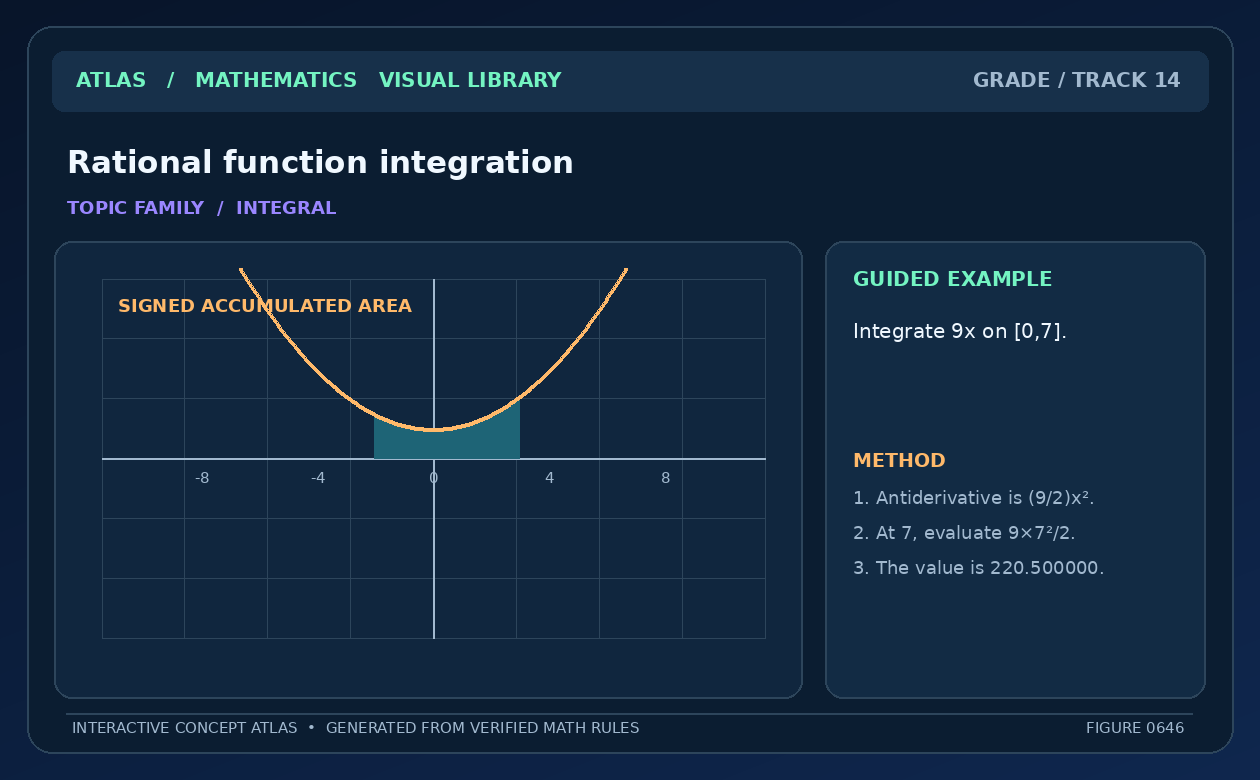 ATLAS / MATHEMATICS VISUAL LIBRARY
GRADE / TRACK 14
Rational function integration
TOPIC FAMILY / INTEGRAL
SIGNED ACCUMULATED AREA
-8 -4 0 4 8
GUIDED EXAMPLE
Integrate 9x on [0,7].
METHOD
1. Antiderivative is (9/2)x².
2. At 7, evaluate 9×7²/2.
3. The value is 220.500000.
INTERACTIVE CONCEPT ATLAS • GENERATED FROM VERIFIED MATH RULES
FIGURE 0646